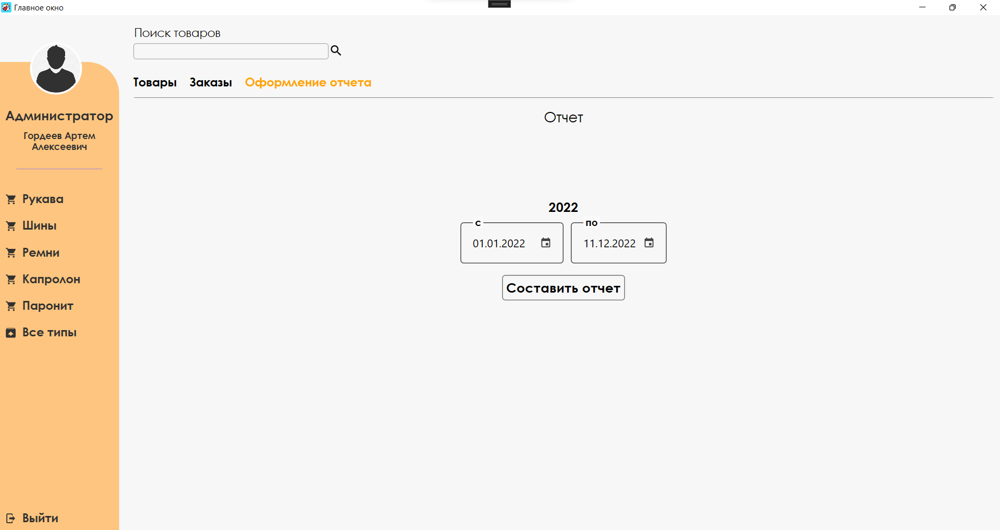 Главное окно
Поиск товаров
Товары Заказы Оформление отчета
Администратор
Гордеев Артем
Алексеевич
Рукава
Шины
Ремни
Капролон
Паронит
Все типы
Выйти
Отчет
2022
с по
01.01.2022 11.12.2022
Составить отчет